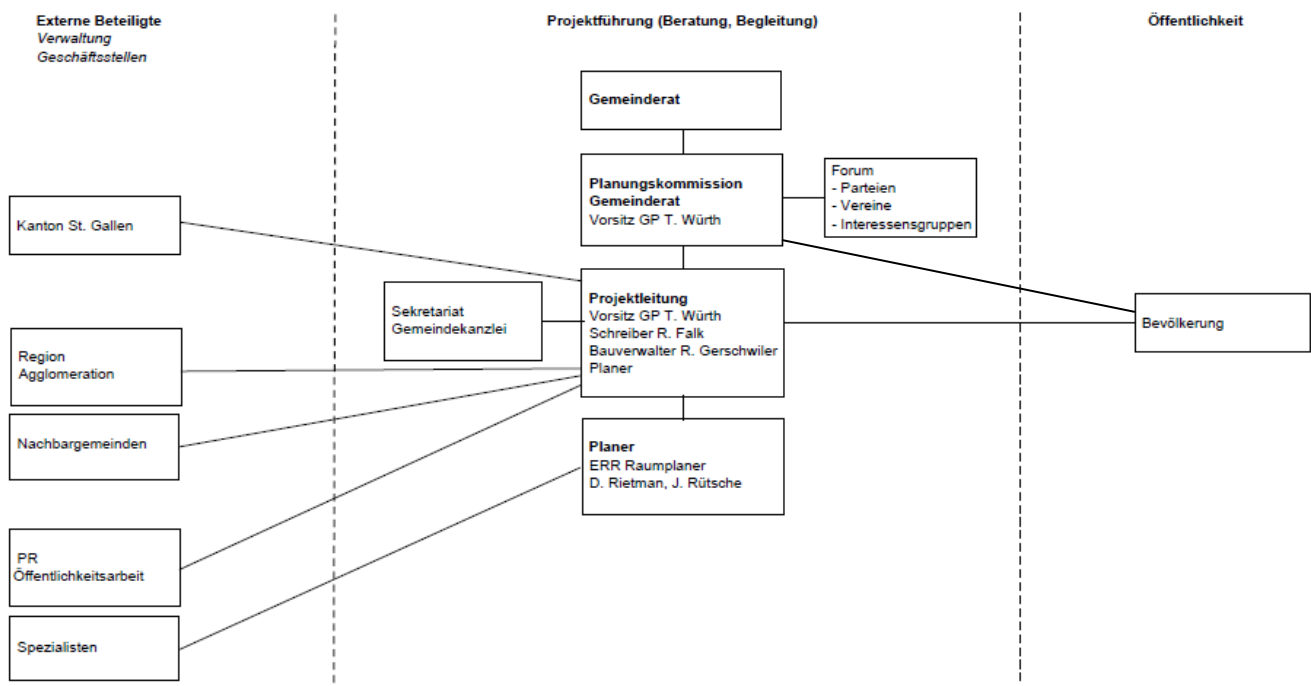 Externe Beteiligte
Verwaltung
Geschäftsstellen
Projektführung (Beratung, Begleitung)
Öffentlichkeit
Gemeinderat
Planungskommission
Gemeinderat
Vorsitz GP T. Würth
Forum
- Parteien
- Vereine
- Interessensgruppen
Kanton St. Gallen
Sekretariat
Gemeindekanzlei
Projektleitung
Vorsitz GP T. Würth
Schreiber R. Falk
Bauverwalter R. Gerschwiler
Planer
Bevölkerung
Region
Agglomeration
Nachbargemeinden
Planer
ERR Raumplaner
D. Rietman, J. Rütsche
PR
Öffentlichkeitsarbeit
Spezialisten